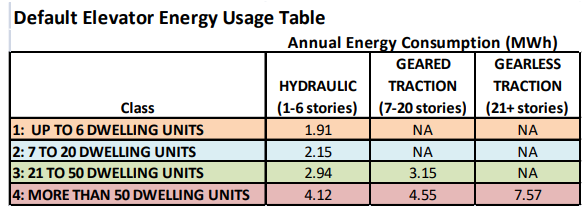 Default Elevator Energy Usage Table
Annual Energy Consumption (MWh)
Class HYDRAULIC (1-6 stories) GEARED TRACTION (7-20 stories) GEARLESS TRACTION (21+ stories)
1: UP TO 6 DWELLING UNITS 1.91 NA NA
2: 7 TO 20 DWELLING UNITS 2.15 NA NA
3: 21 TO 50 DWELLING UNITS 2.94 3.15 NA
4: MORE THAN 50 DWELLING UNITS 4.12 4.55 7.57